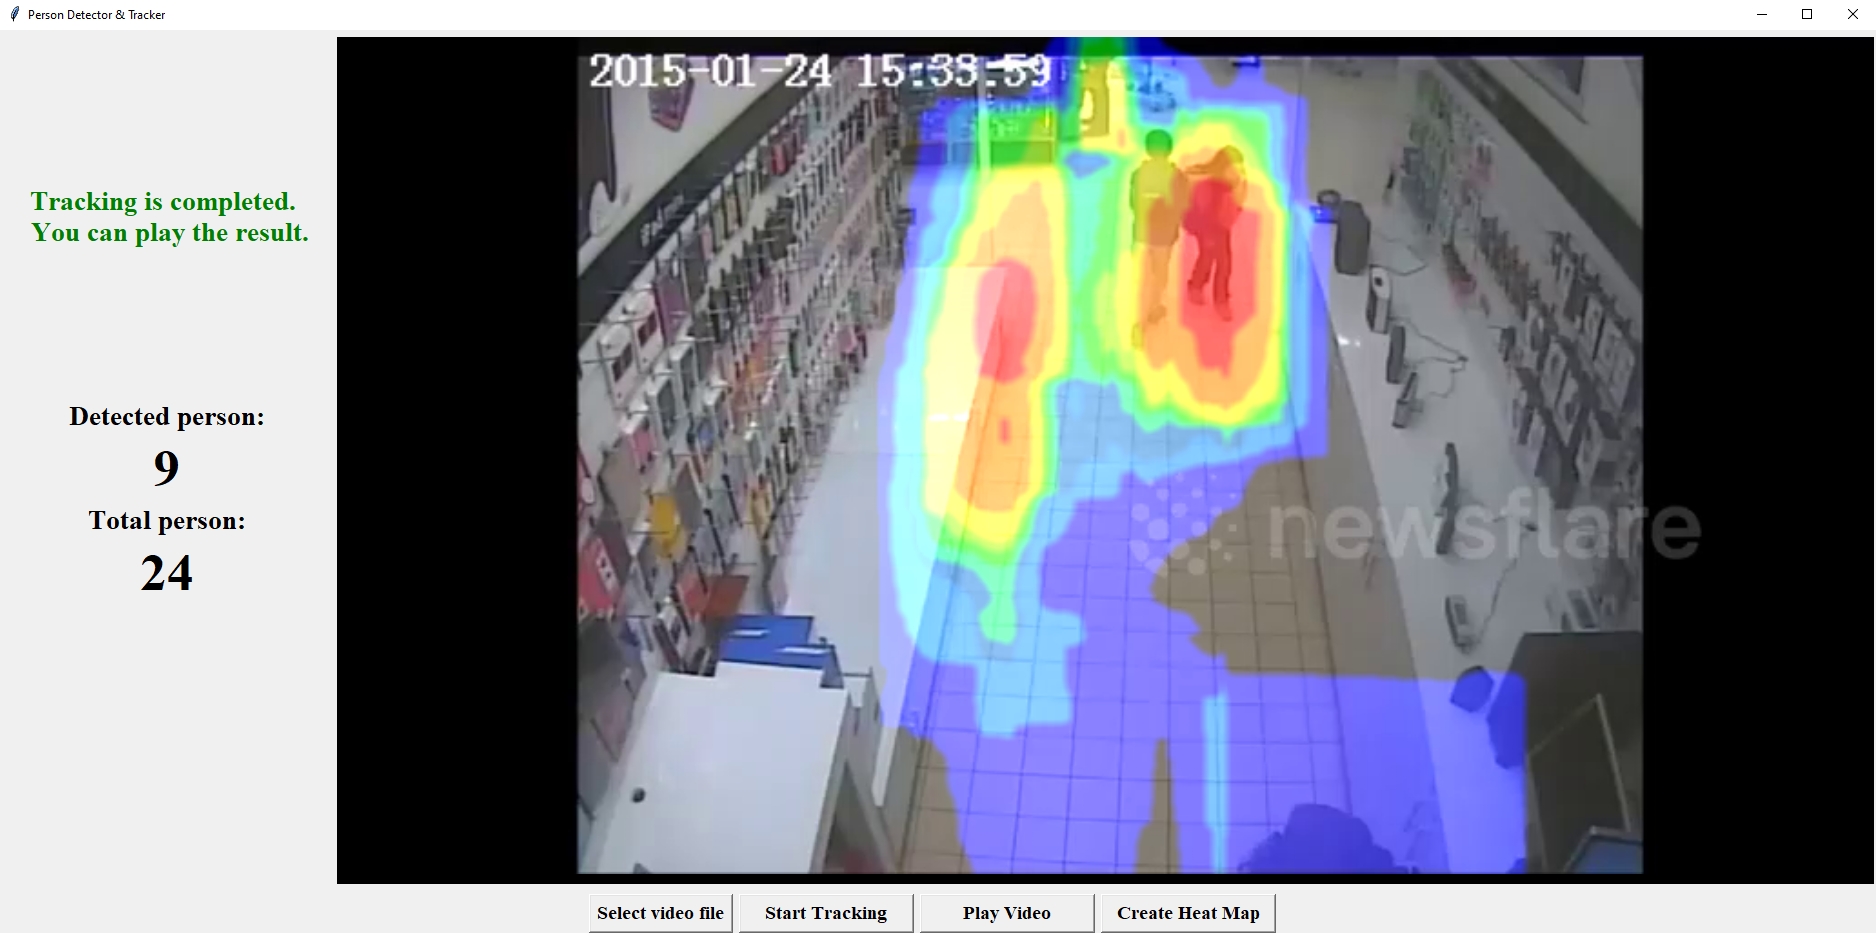 Person Detector & Tracker
2015-01-24 15:33:59
Tracking is completed.
You can play the result.
Detected person:
9
Total person:
24
newsflare
Select video file
Start Tracking
Play Video
Create Heat Map